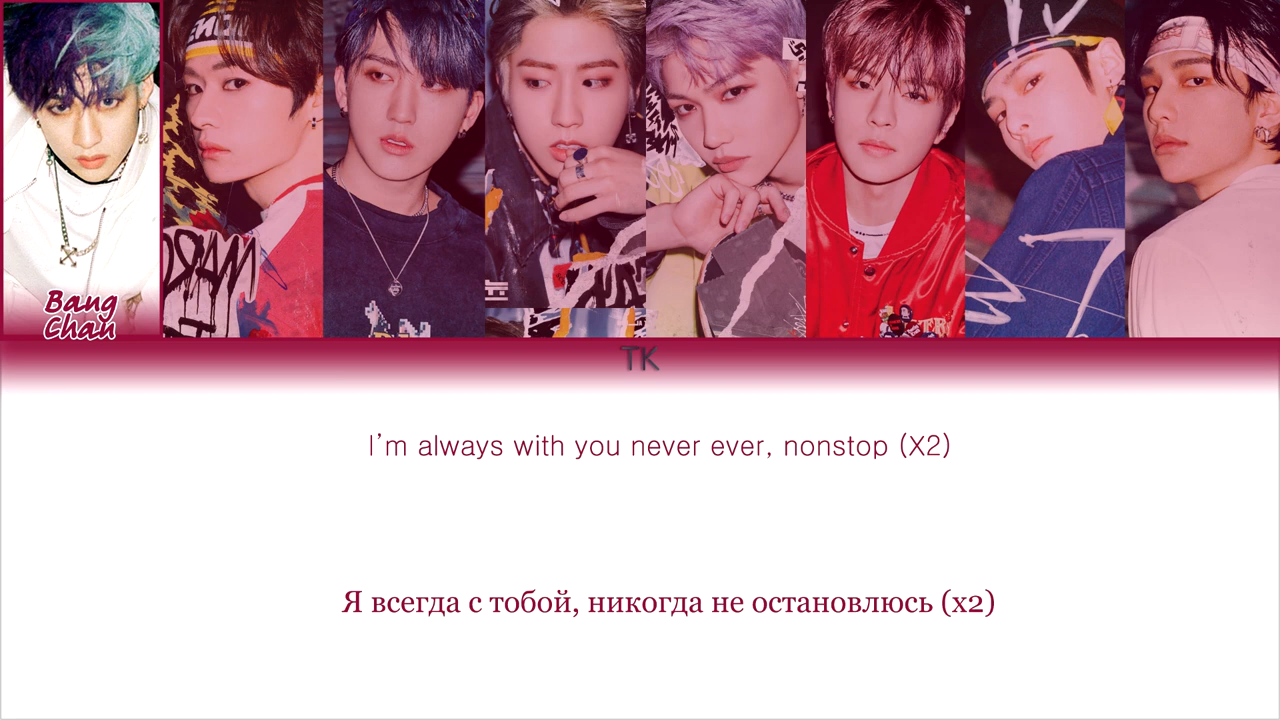 Bang
Chan
TK
I'm always with you never ever, nonstop (X2)
Я всегда с тобой, никогда не остановлюсь (x2)